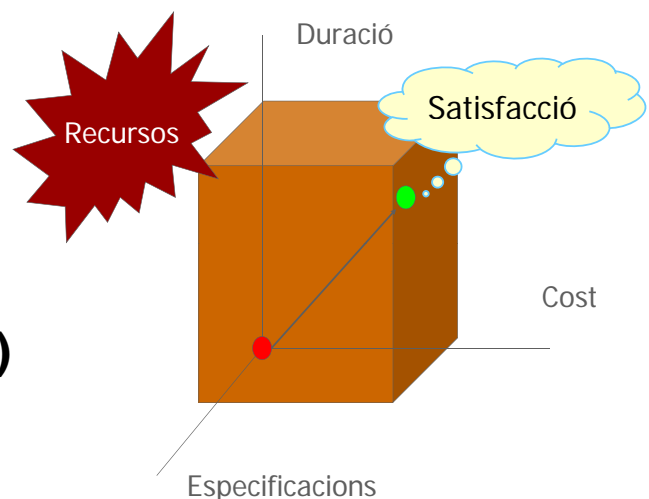 Duració
Satisfacció
Recursos
Cost
)
Especificacions